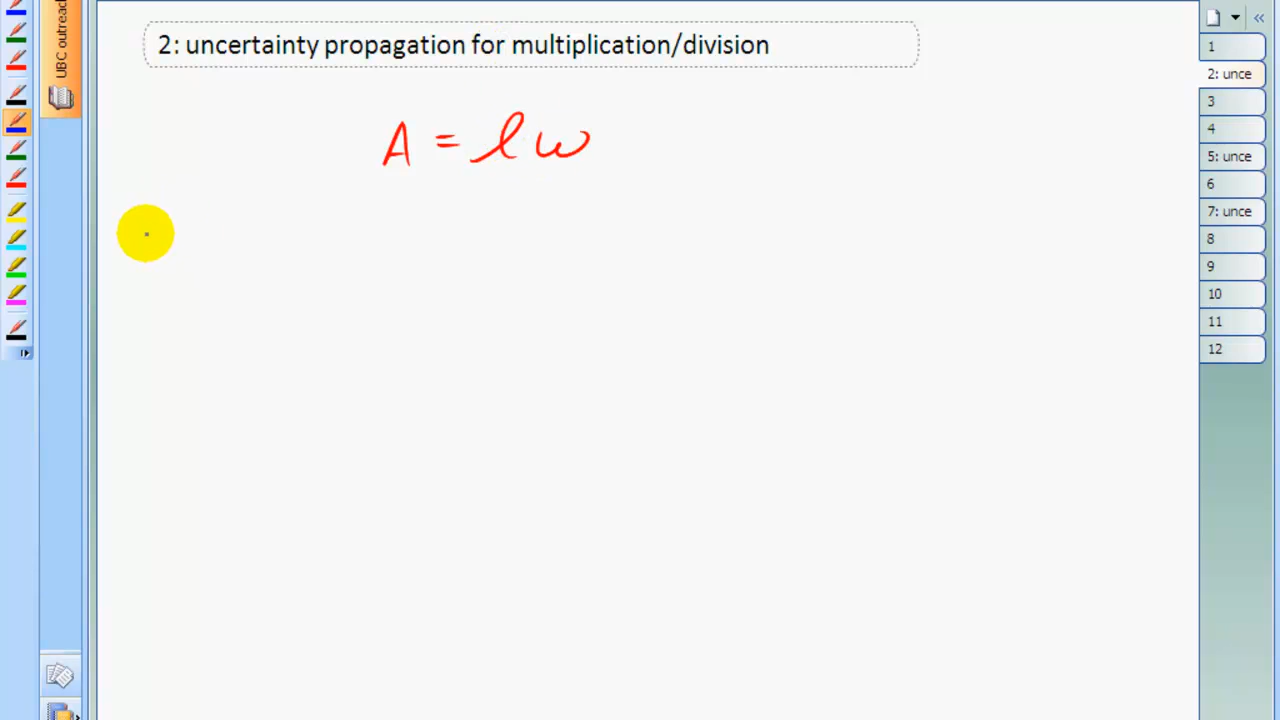 2: uncertainty propagation for multiplication/division
A = l w
UBC outreach
1
2: unce
3
4
5: unce
6
7: unce
8
9
10
11
12